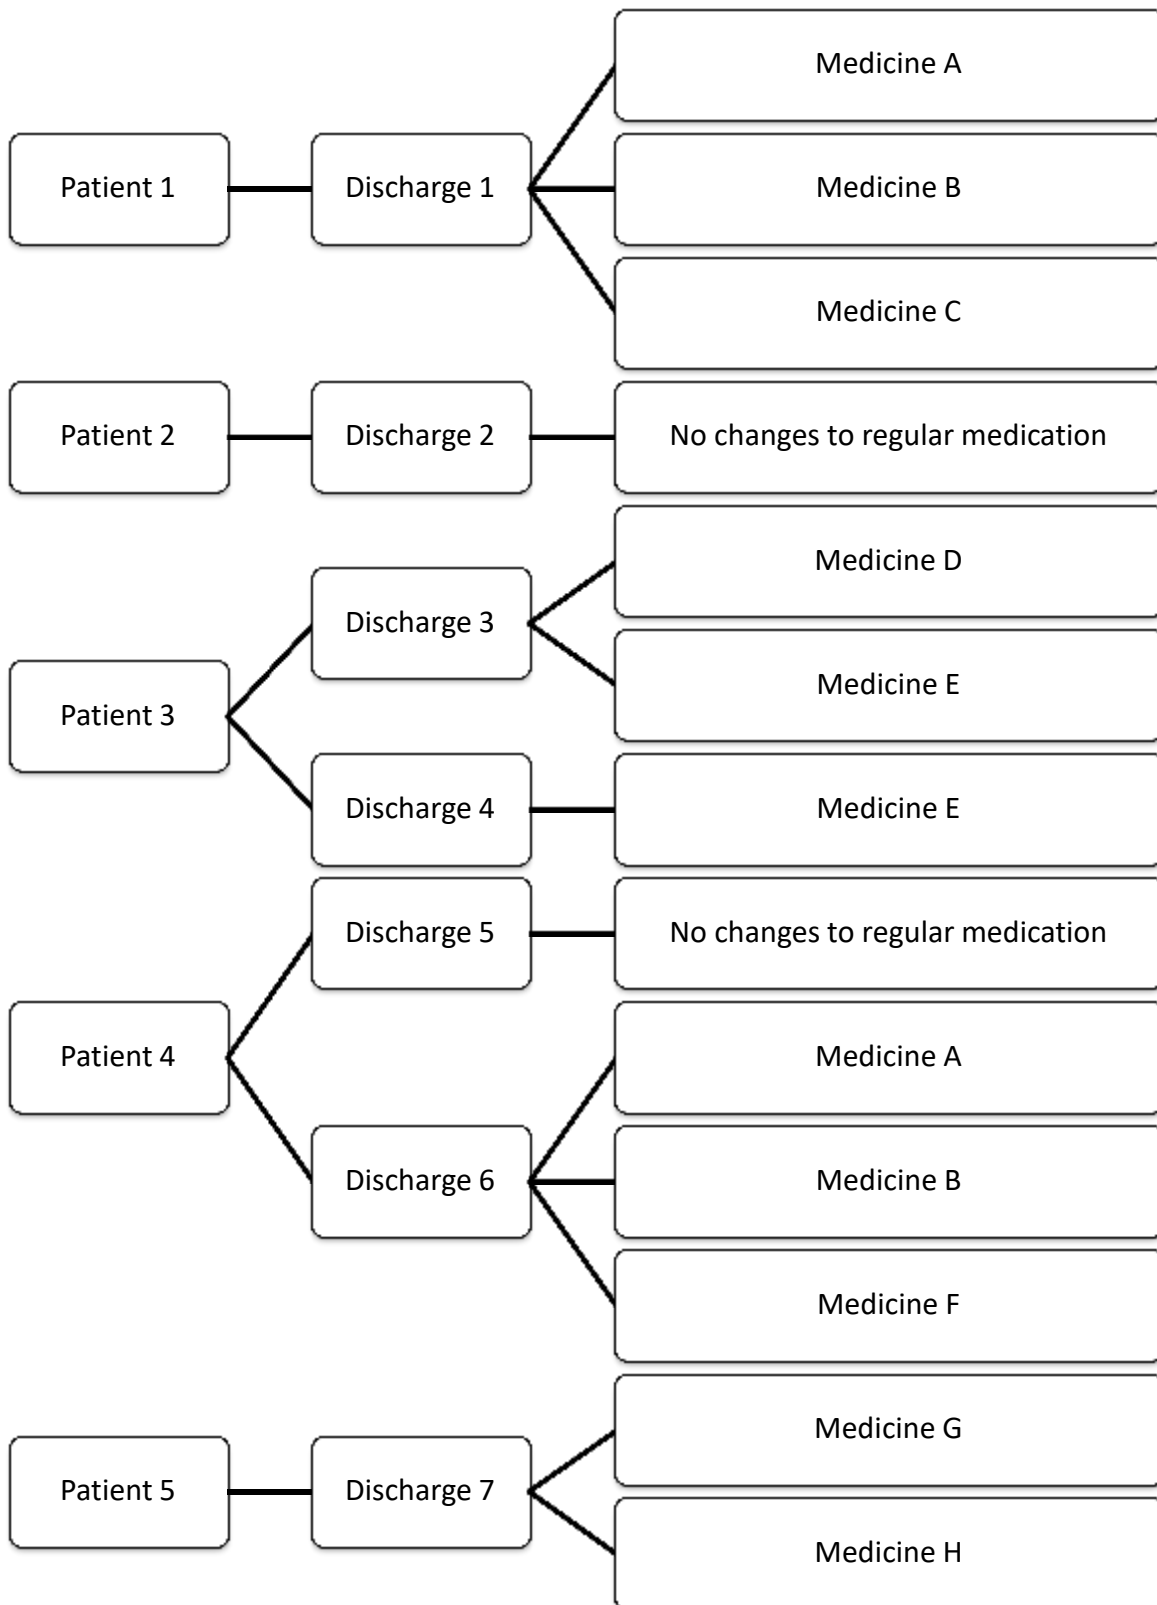 Medicine A
Patient 1
Discharge 1
Medicine B
Medicine C
Patient 2
Discharge 2
No changes to regular medication
Medicine D
Discharge 3
Medicine E
Patient 3
Discharge 4
Medicine E
Discharge 5
No changes to regular medication
Patient 4
Medicine A
Discharge 6
Medicine B
Medicine F
Medicine G
Patient 5
Discharge 7
Medicine H